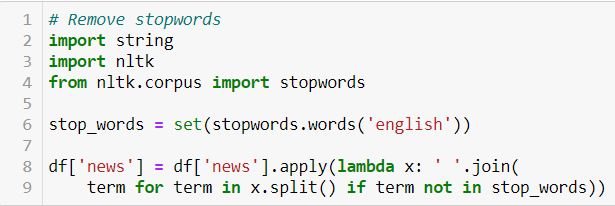 1 # Remove stopwords
2 import string
3 import nltk
4 from nltk.corpus import stopwords
5
6 stop_words = set(stopwords.words('english'))
7
8 df['news'] = df['news'].apply(lambda x: ' '.join(
9     term for term in x.split() if term not in stop_words))